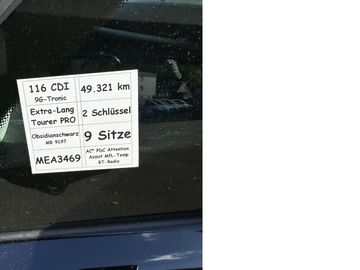 116 CDI
9G-Tronic
49.321 km
Extra-Lang
Tourer PRO
2 Schlüssel
Obsidianschwarz
MB 9197
9 Sitze
MEA3469
AC* PDC Attention
Assist MFL-Temp
BT-Radio